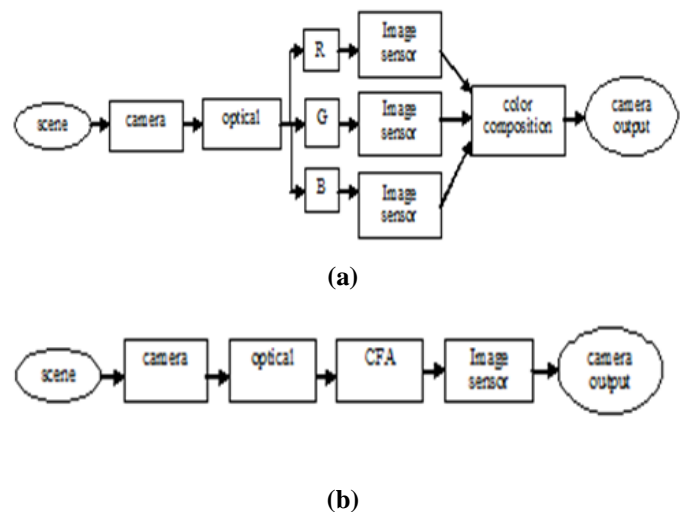 R
Image
sensor
scene
camera
optical
G
Image
sensor
color
composition
camera
output
B
Image
sensor
(a)
scene
camera
optical
CFA
Image
sensor
camera
output
(b)